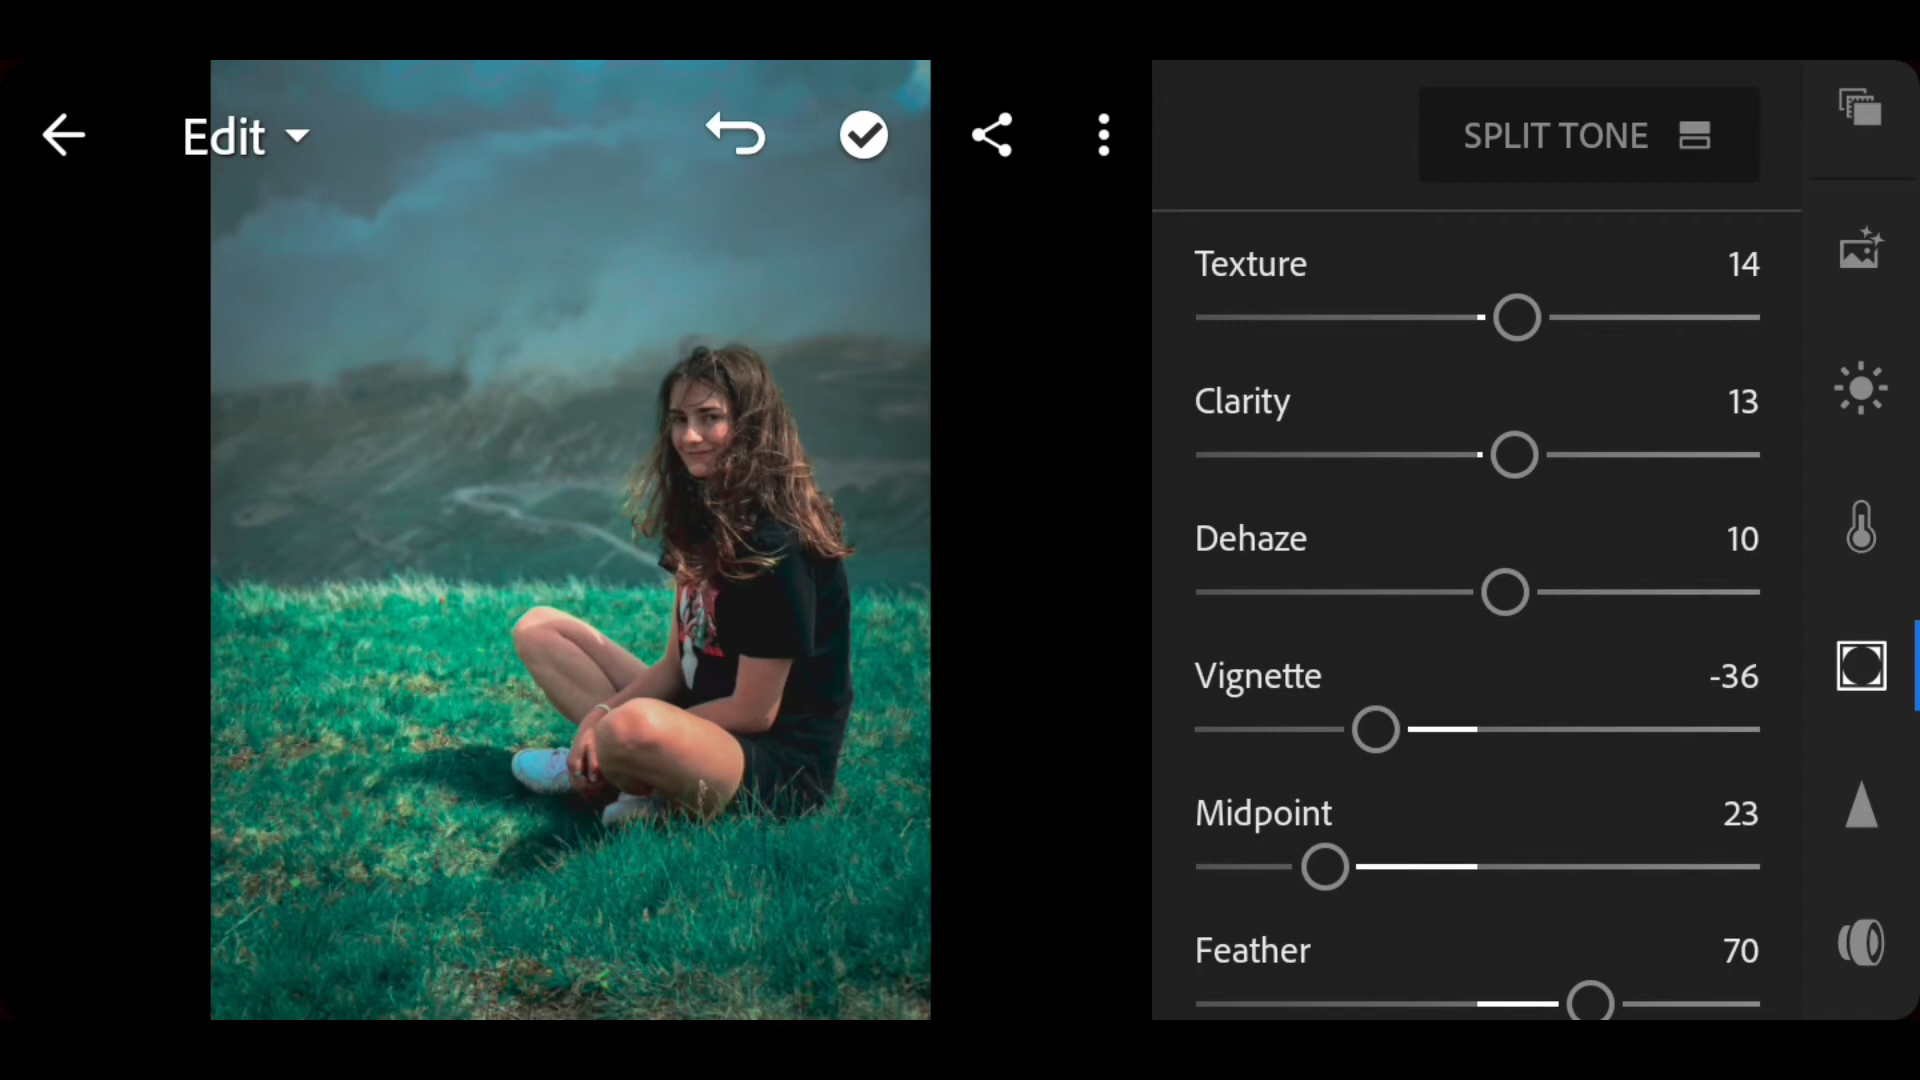 Edit
SPLIT TONE
Texture 14
Clarity 13
Dehaze 10
Vignette -36
Midpoint 23
Feather 70